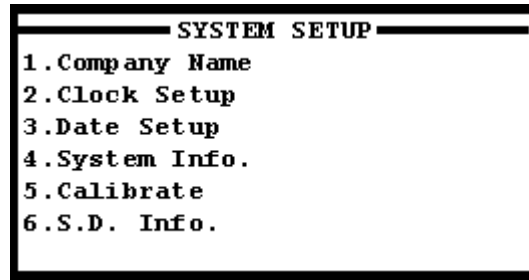 SYSTEM SETUP
1.Company Name
2.Clock Setup
3.Date Setup
4.System Info.
5.Calibrate
6.S.D. Info.